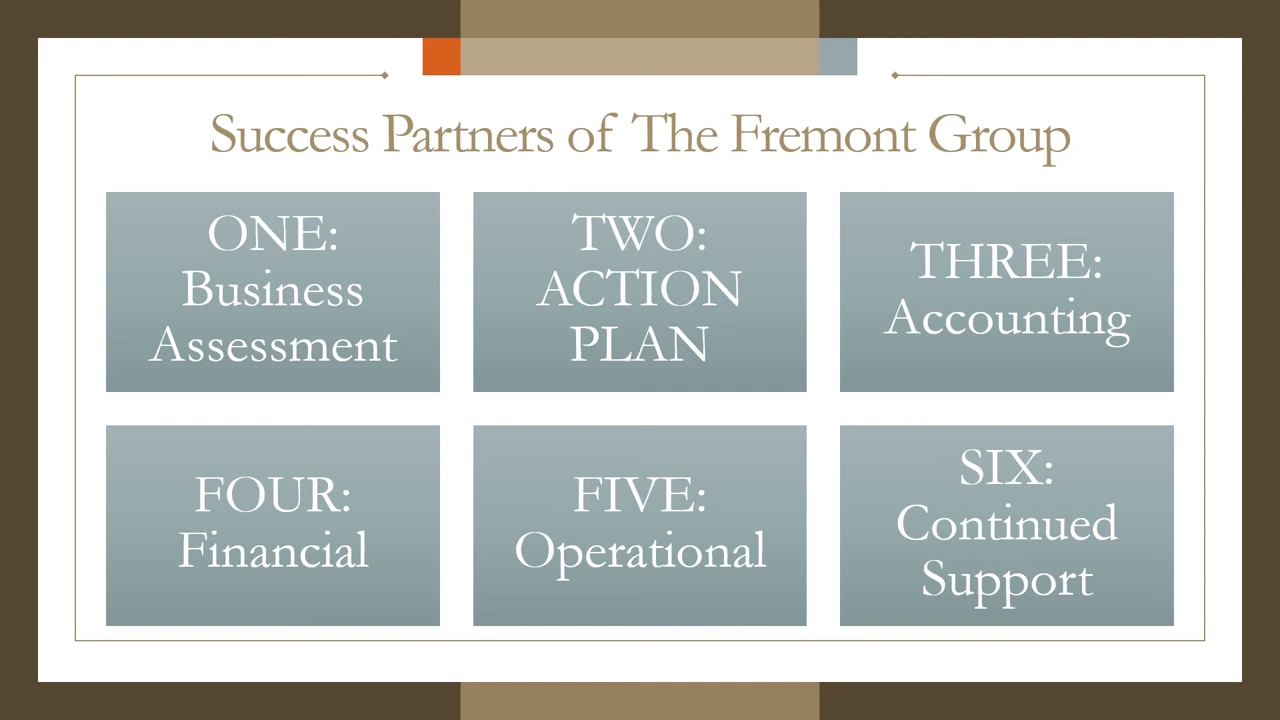 Success Partners of The Fremont Group
ONE:
Business
Assessment
TWO:
ACTION
PLAN
THREE:
Accounting
FOUR:
Financial
FIVE:
Operational
SIX:
Continued
Support